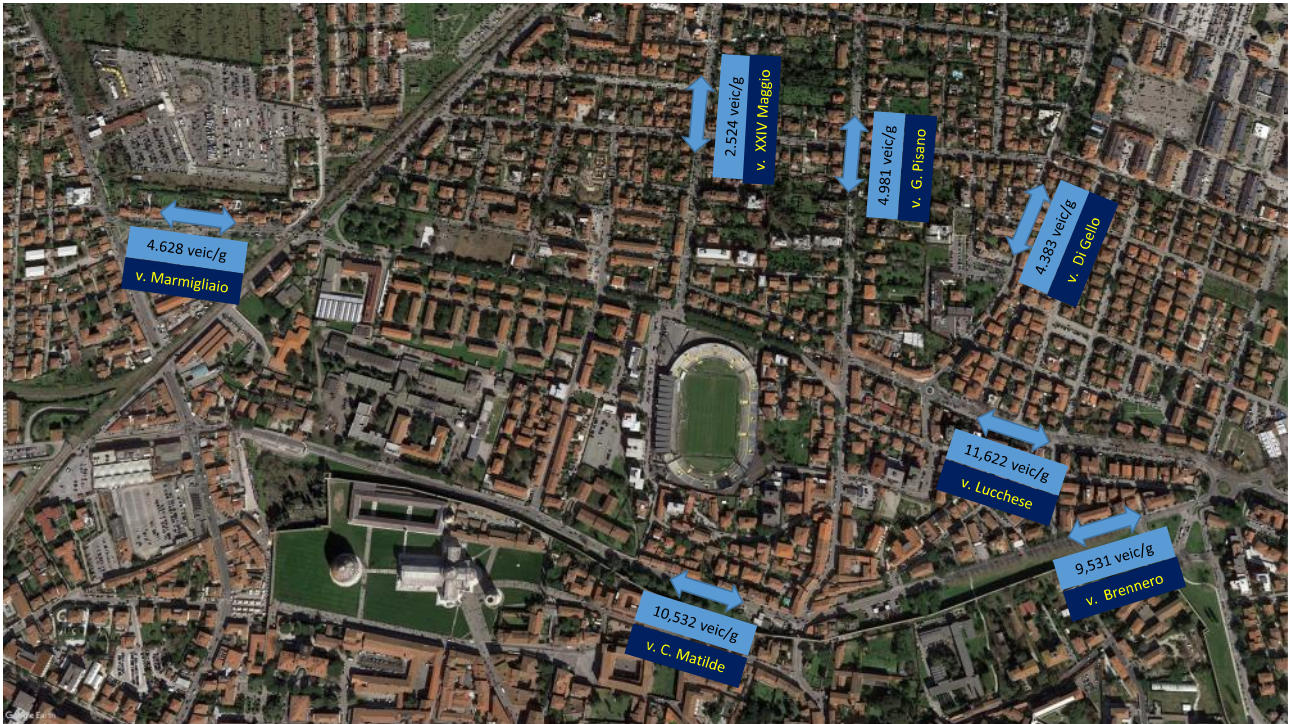 2.524 veic/g
v. XXIV Maggio
4.981 veic/g
v. G. Pisano
4.383 veic/g
v. Di Gello
4.628 veic/g
v. Marmigliaio
11,622 veic/g
v. Lucchese
9,531 veic/g
v. Brennero
10,532 veic/g
v. C. Matilde
Google Earth